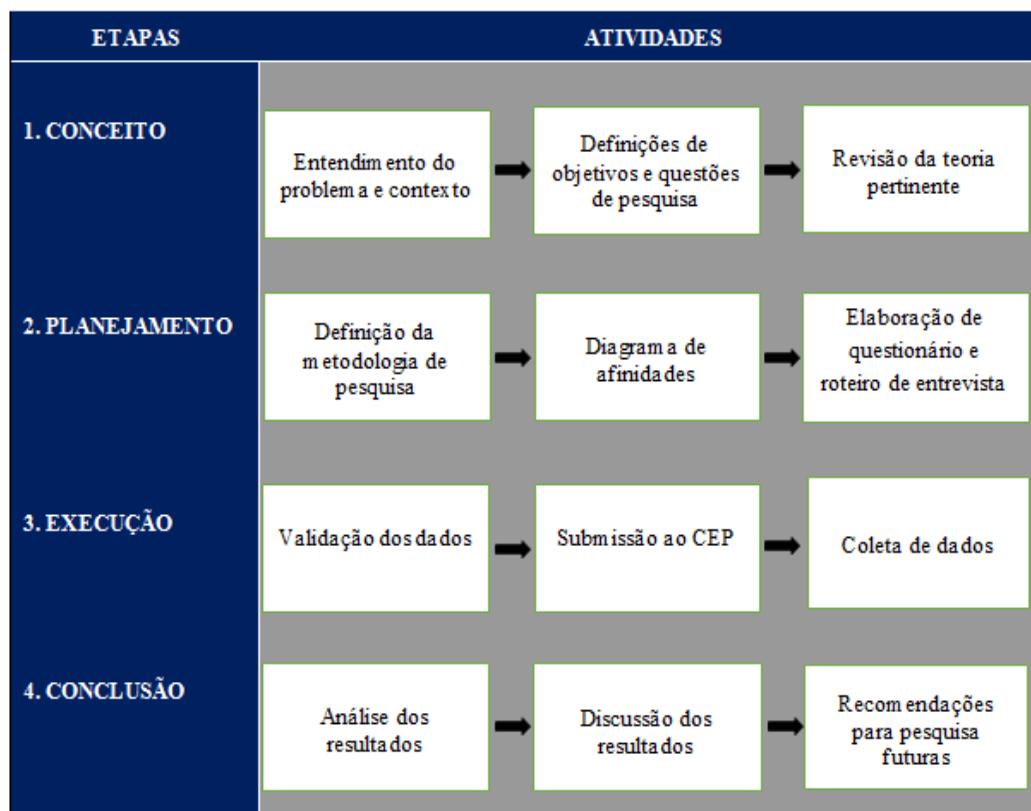 ETAPAS
ATIVIDADES
1. CONCEITO
Entendimento do
problema e contexto
Definições de
objetivos e questões
de pesquisa
Revisão da teoria
pertinente
2. PLANEJAMENTO
Definição da
metodologia de
pesquisa
Diagrama de
afinidades
Elaboração de
questionário e
roteiro de entrevista
3. EXECUÇÃO
Validação dos dados
Submissão ao CEP
Coleta de dados
4. CONCLUSÃO
Análise dos
resultados
Discussão dos
resultados
Recomendações
para pesquisa
futuras